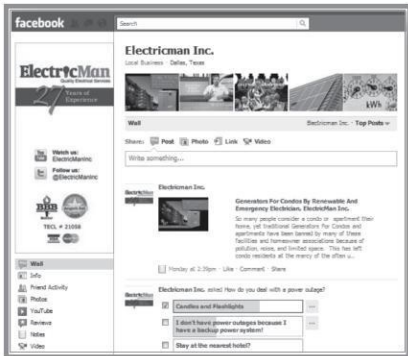 facebook
Search
Electricman Inc.
Local Business · Dallas, Texas
ElectricMan
Quality Electrical Services
27 Years of
Experience
kWh
Wall
Electricman Inc. · Top Posts
Share: Post Photo Link Video
Write something...
You Tube
Watch us:
ElectricManInc
Follow us:
@ElectricManInc
BBB
TECL # 21058
Wall
Info
Friend Activity
Photos
YouTube
Reviews
Notes
Video
Electricman Inc.
Generators For Condos By Renewable And
Emergency Electrician, ElectricMan Inc.
So many people consider a condo or apartment their
home, yet traditional Generators For Condos and
apartments have been banned by many of these
facilities and homeowner associations because of
pollution, noise, and limited space. This has left
condo residents at the mercy of the often u...
Monday at 2:39pm · Like · Comment · Share
Electricman Inc. asked How do you deal with a power outage?
Candles and Flashlights
I don't have power outages because I
have a backup power system!
Stay at the nearest hotel?